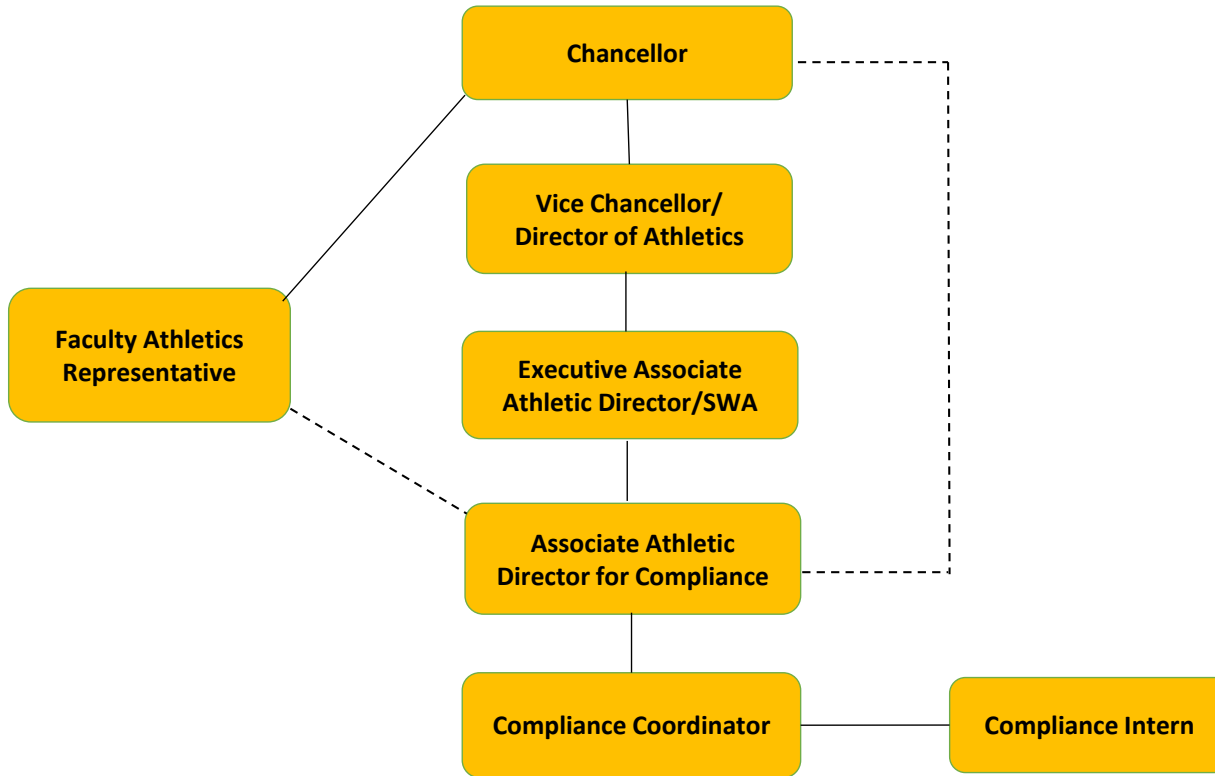 Chancellor
Vice Chancellor/
Director of Athletics
Faculty Athletics
Representative
Executive Associate
Athletic Director/SWA
Associate Athletic
Director for Compliance
Compliance Coordinator
Compliance Intern